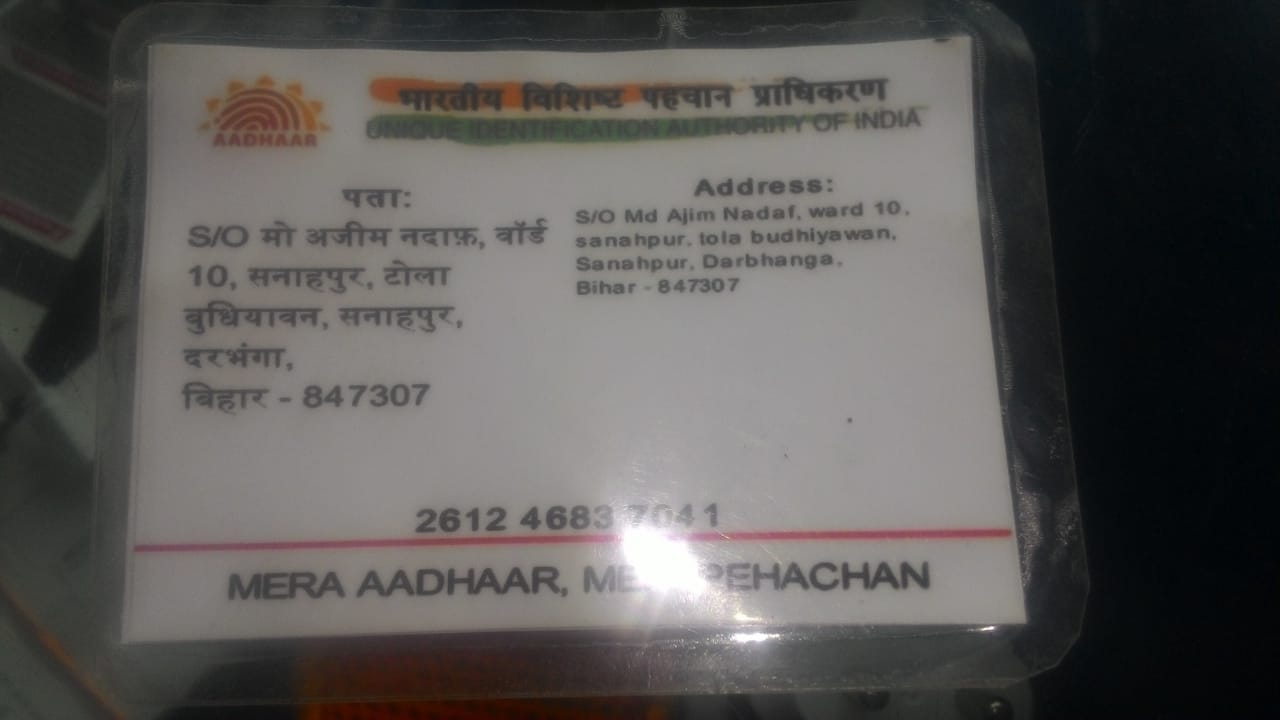 भारतीय विशिष्ट पहचान प्राधिकरण
UNIQUE IDENTIFICATION AUTHORITY OF INDIA
AADHAAR
पता:
S/O मो अजीम नदाफ़, वॉर्ड
10, सनाहपुर, टोला
बुधियावन, सनाहपुर,
दरभंगा,
बिहार - 847307
Address:
S/O Md Ajim Nadaf, ward 10,
sanahpur, tola budhiyawan,
Sanahpur, Darbhanga,
Bihar - 847307
2612 4683 7041
MERA AADHAAR, PEHACHAN